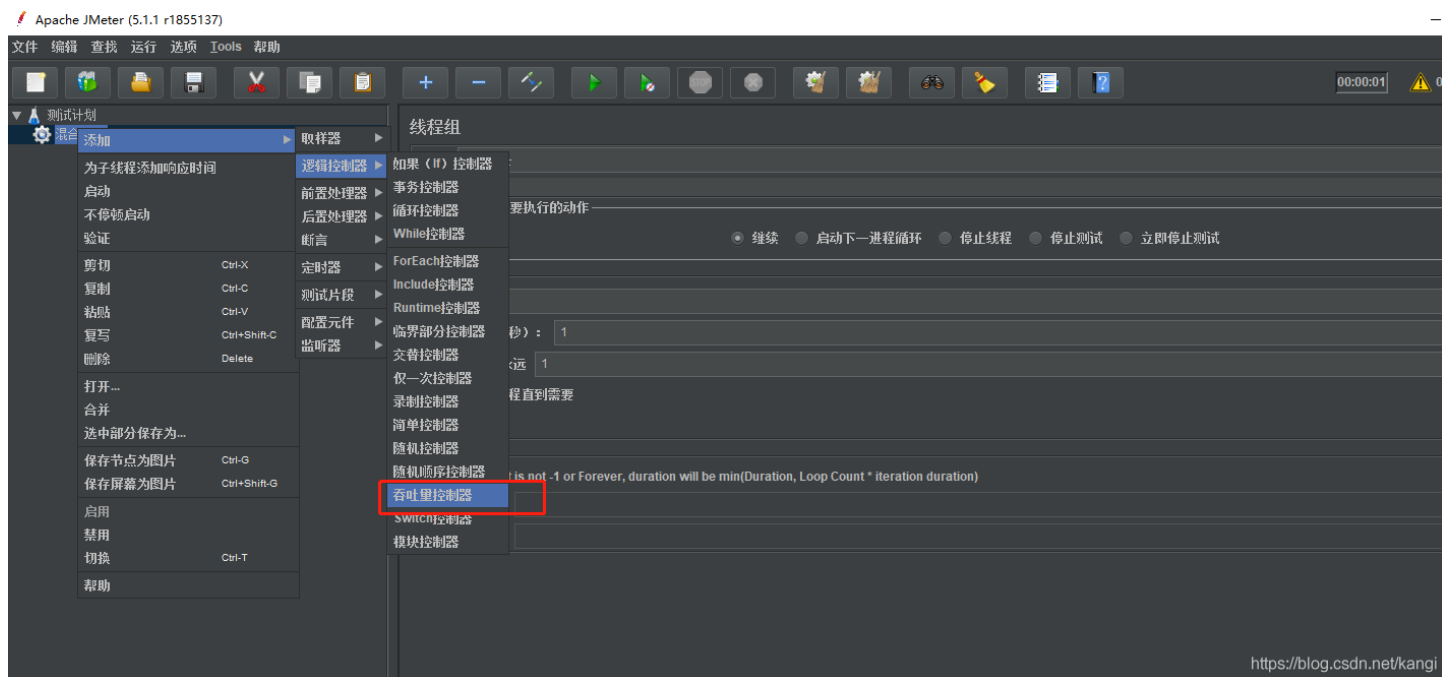 Apache JMeter (5.1.1 r1855137)
文件 编辑 查找 运行 选项 Tools 帮助
00:00:01
0
测试计划
混合
线程组
添加
为子线程添加响应时间
启动
不停顿启动
验证
剪切 Ctrl-X
复制 Ctrl-C
粘贴 Ctrl-V
复写 Ctrl+Shift-C
删除 Delete
打开...
合并
选中部分保存为...
保存节点为图片 Ctrl-G
保存屏幕为图片 Ctrl+Shift-G
启用
禁用
切换 Ctrl-T
帮助
取样器
逻辑控制器
前置处理器
后置处理器
断言
定时器
测试片段
配置元件
监听器
如果（If）控制器
事务控制器
循环控制器
While控制器
ForEach控制器
Include控制器
Runtime控制器
临界部分控制器
交替控制器
仅一次控制器
录制控制器
简单控制器
随机控制器
随机顺序控制器
吞吐量控制器
Switch控制器
模块控制器
要执行的动作
继续 启动下一进程循环 停止线程 停止测试 立即停止测试
秒）： 1
远 1
程直到需要
is not -1 or Forever, duration will be min(Duration, Loop Count * iteration duration)
https://blog.csdn.net/kangi